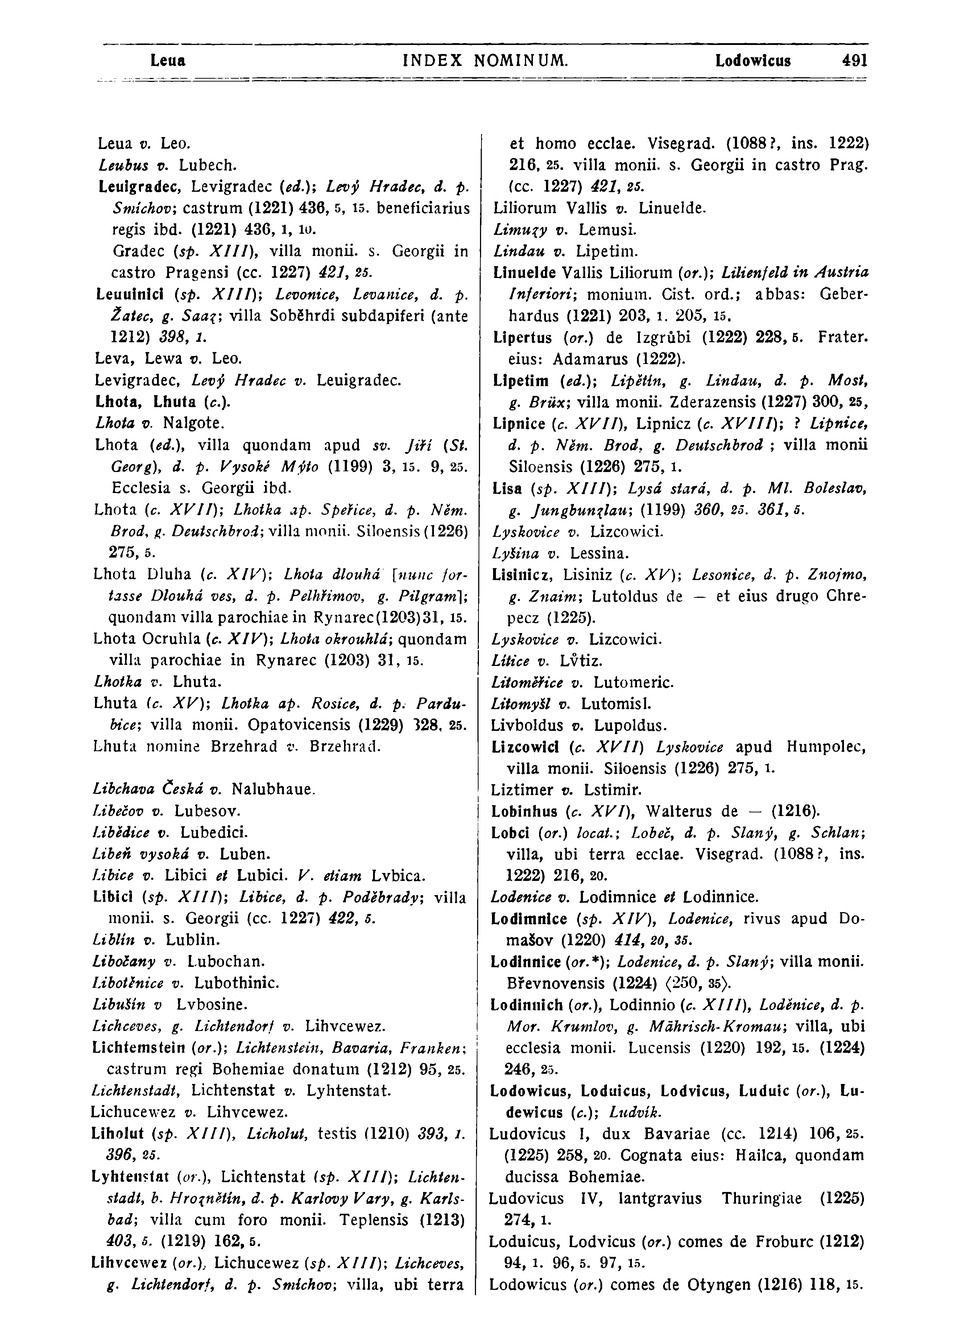 Leua INDEX NOMINUM. Lodowicus 491
Leua v. Leo.
Leubus v. Lubech.
Leuigradec, Levigradec (ed.); Levý Hradec, d. p.
Smíchov; castrum (1221) 436, 5, 15. beneficiarius
regis ibd. (1221) 436, 1, 10.
Gradec (sp. XIII), villa monii. s. Georgii in
castro Pragensi (cc. 1227) 421, 25.
Leuuinici (sp. XIII); Levonice, Levanice, d. p.
Žatec, g. Saaz; villa Soběhrdi subdapiferi (ante
1212) 398, 1.
Leva, Lewa v. Leo.
Levigradec, Levý Hradec v. Leuigradec.
Lhota, Lhuta (c.).
Lhota v. Nalgote.
Lhota (ed.), villa quondam apud sv. Jiří (St.
Georg), d. p. Vysoké Mýto (1199) 3, 15. 9, 25.
Ecclesia s. Georgii ibd.
Lhota (c. XVII); Lhotka ap. Speřice, d. p. Něm.
Brod, g. Deutschbrod; villa monii. Siloensis (1226)
275, 5.
Lhota Dluha (c. XIV); Lhota dlouhá [nunc for-
tasse Dlouhá ves, d. p. Pelhřimov, g. Pilgram];
quondam villa parochiae in Rynarec (1203) 31, 15.
Lhota Ocruhla (c. XIV); Lhota okrouhlá; quondam
villa parochiae in Rynarec (1203) 31, 15.
Lhotka v. Lhuta.
Lhuta (c. XV); Lhotka ap. Rosice, d. p. Pardu-
bice; villa monii. Opatovicensis (1229) 328, 25.
Lhuta nomine Brzehrad v. Brzehrad.
Libchava Česká v. Nalubhaue.
Libečov v. Lubesov.
Libědice v. Lubedici.
Libeň vysoká v. Luben.
Libice v. Libici et Lubici. V. etiam Lvbica.
Libici (sp. XIII); Libice, d. p. Poděbrady; villa
monii. s. Georgii (cc. 1227) 422, 5.
Liblín v. Lublin.
Libočany v. Lubochan.
Libotěnice v. Lubothinic.
Libušín v Lvbosine.
Lichceves, g. Lichtendorf v. Lihvcewez.
Lichtemstein (or.); Lichtenstein, Bavaria, Franken;
castrum regi Bohemiae donatum (1212) 95, 25.
Lichtenstadt, Lichtenstat v. Lyhtenstat.
Lichucewez v. Lihvcewez.
Liholut (sp. XIII), Licholut, testis (1210) 393, 1.
396, 25.
Lyhtenstat (or.), Lichtenstat (sp. XIII); Lichten-
stadt, b. Hroznětín, d. p. Karlovy Vary, g. Karls-
bad; villa cum foro monii. Teplensis (1213)
403, 5. (1219) 162, 5.
Lihvcewez (or.), Lichucewez (sp. XIII); Lichceves,
g. Lichtendorf, d. p. Smíchov; villa, ubi terra
et homo ecclae. Visegrad. (1088?, ins. 1222)
216, 25. villa monii. s. Georgii in castro Prag.
(cc. 1227) 421, 25.
Liliorum Vallis v. Linuelde.
Limuzy v. Lemusi.
Lindau v. Lipetim.
Linuelde Vallis Liliorum (or.); Lilienfeld in Austria
Inferiori; monium. Cist. ord.; abbas: Geber-
hardus (1221) 203, 1. 205, 15.
Lipertus (or.) de Izgrůbi (1222) 228, 5. Frater.
eius: Adamarus (1222).
Lipetim (ed.); Lipětín, g. Lindau, d. p. Most,
g. Brüx; villa monii. Zderazensis (1227) 300, 25,
Lipnice (c. XVII), Lipnicz (c. XVIII); ? Lipnice,
d. p. Něm. Brod, g. Deutschbrod ; villa monii
Siloensis (1226) 275, 1.
Lisa (sp. XIII); Lysá stará, d. p. Ml. Boleslav,
g. Jungbunzlau; (1199) 360, 25. 361, 5.
Lyskovice v. Lizcowici.
Lyšina v. Lessina.
Lisinicz, Lisiniz (c. XV); Lesonice, d. p. Znojmo,
g. Znaim; Lutoldus de — et eius drugo Chre-
pecz (1225).
Lyskovice v. Lizcowici.
Lítice v. Lv̊tiz.
Litoměřice v. Lutomeric.
Litomyšl v. Lutomisl.
Livboldus v. Lupoldus.
Lizcowici (c. XVII) Lyskovice apud Humpolec,
villa monii. Siloensis (1226) 275, 1.
Liztimer v. Lstimir.
Lobinhus (c. XVI), Walterus de — (1216).
Lobci (or.) locat.; Lobeč, d. p. Slaný, g. Schlan;
villa, ubi terra ecclae. Visegrad. (1088?, ins.
1222) 216, 20.
Lodenice v. Lodimnice et Lodinnice.
Lodimnice (sp. XIV), Lodenice, rivus apud Do-
mašov (1220) 414, 20, 35.
Lodinnice (or.*); Lodenice, d. p. Slaný; villa monii.
Břevnovensis (1224) ⟨250, 35⟩.
Lodinnich (or.), Lodinnio (c. XIII), Loděnice, d. p.
Mor. Krumlov, g. Mährisch-Kromau; villa, ubi
ecclesia monii. Lucensis (1220) 192, 15. (1224)
246, 25.
Lodowicus, Loduicus, Lodvicus, Luduic (or.), Lu-
dewicus (c.); Ludvík.
Ludovicus I, dux Bavariae (cc. 1214) 106, 25.
(1225) 258, 20. Cognata eius: Hailca, quondam
ducissa Bohemiae.
Ludovicus IV, lantgravius Thuringiae (1225)
274, 1.
Loduicus, Lodvicus (or.) comes de Froburc (1212)
94, 1. 96, 5. 97, 15.
Lodowicus (or.) comes de Otyngen (1216) 118, 15.